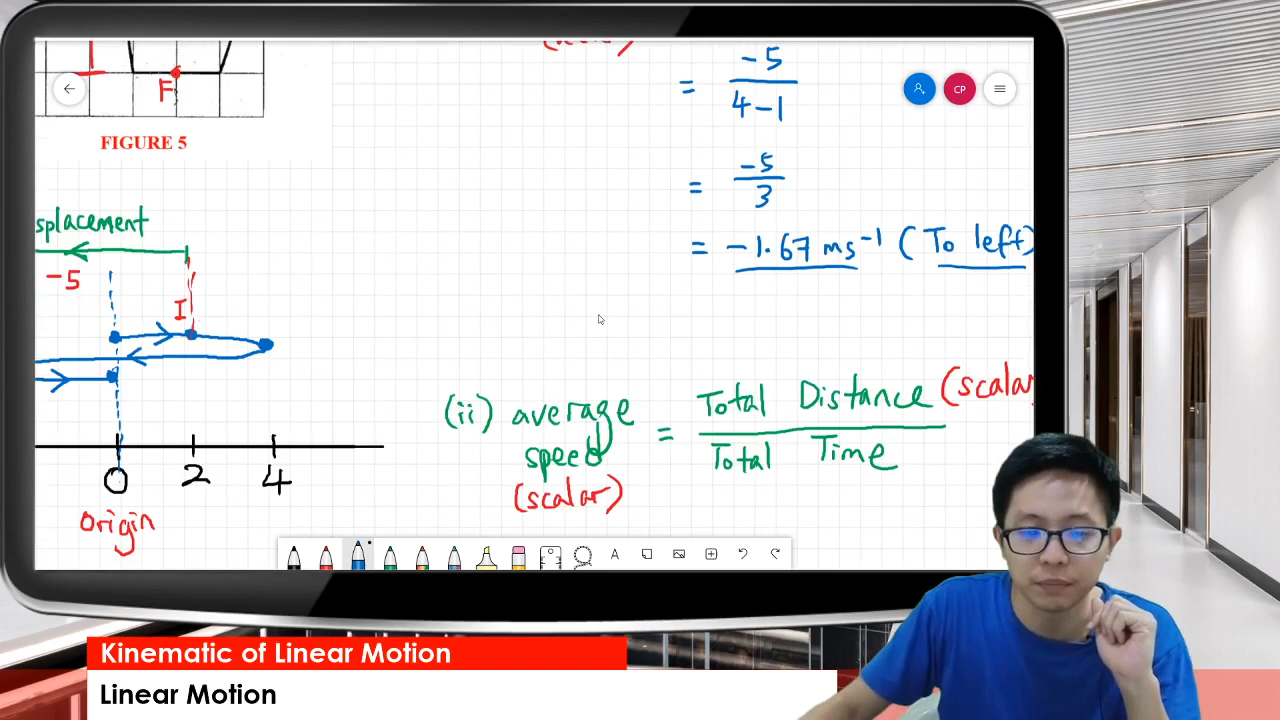 F
FIGURE 5
-5
= 4-1
-5
= 3
= -1.67 ms⁻¹ (To left)
CP
splacement
-5
I
(ii) average speed = Total Distance (scalar
Total Time
(scalar)
0 2 4
Origin
A
Kinematic of Linear Motion
Linear Motion